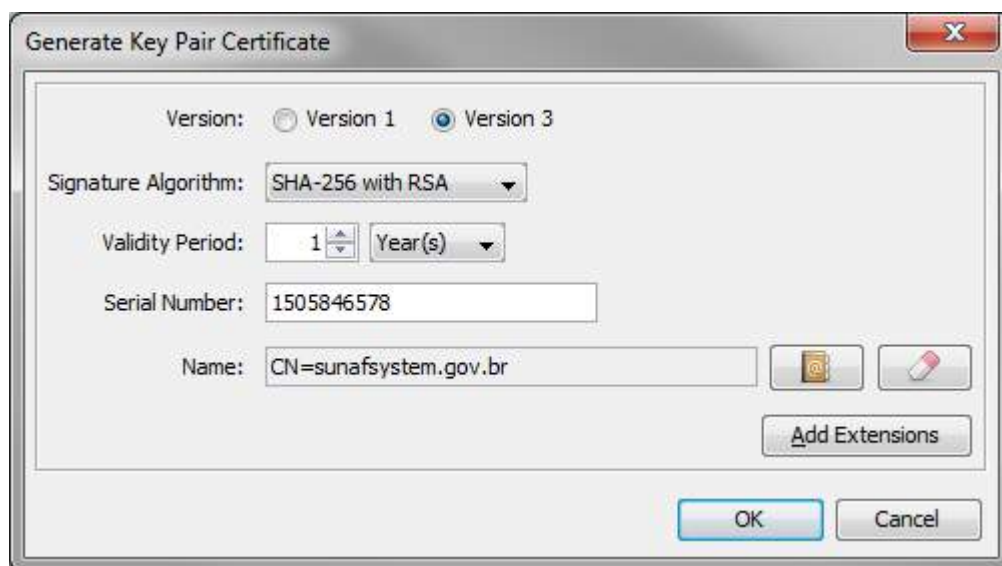 Generate Key Pair Certificate
Version: Version 1 Version 3
Signature Algorithm: SHA-256 with RSA
Validity Period: 1 Year(s)
Serial Number: 1505846578
Name: CN=sunafsystem.gov.br
Add Extensions
OK Cancel